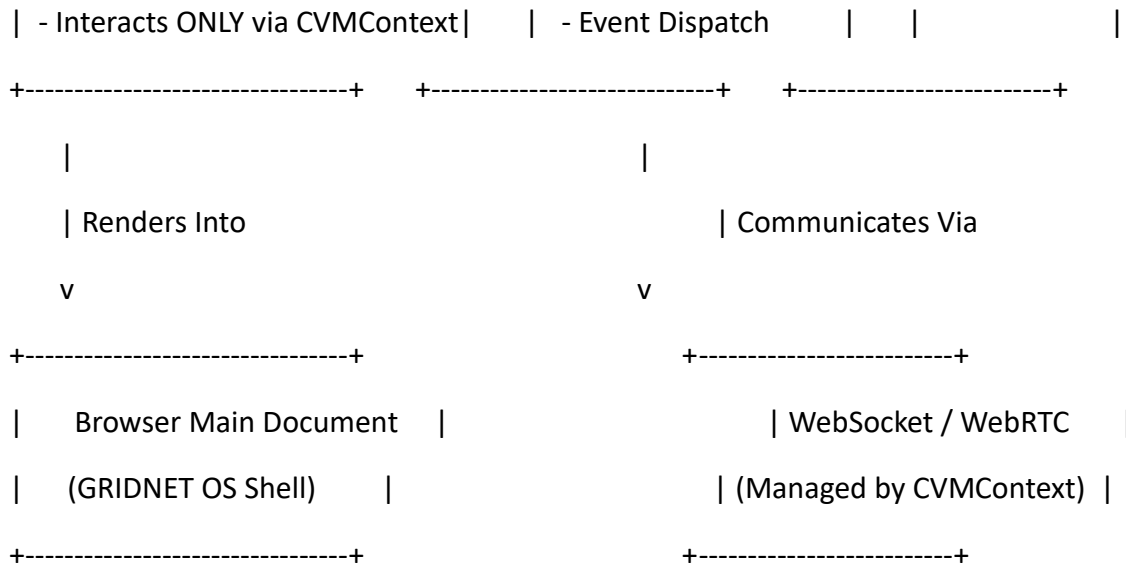 | - Interacts ONLY via CVMContext| | - Event Dispatch | | |
+---------------------------------+ +-----------------------------+ +--------------------------+
| |
| Renders Into | Communicates Via
v v
+---------------------------------+ +--------------------------+
| Browser Main Document | | WebSocket / WebRTC |
| (GRIDNET OS Shell) | | (Managed by CVMContext) |
+---------------------------------+ +--------------------------+